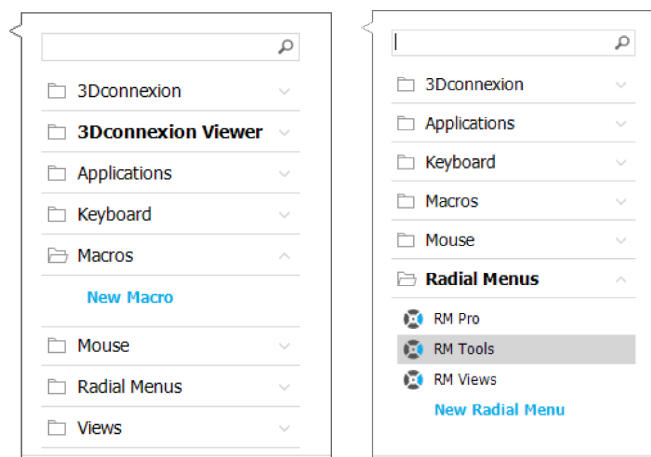 3Dconnexion
3Dconnexion Viewer
Applications
Keyboard
Macros
New Macro
Mouse
Radial Menus
Views
3Dconnexion
Applications
Keyboard
Macros
Mouse
Radial Menus
RM Pro
RM Tools
RM Views
New Radial Menu